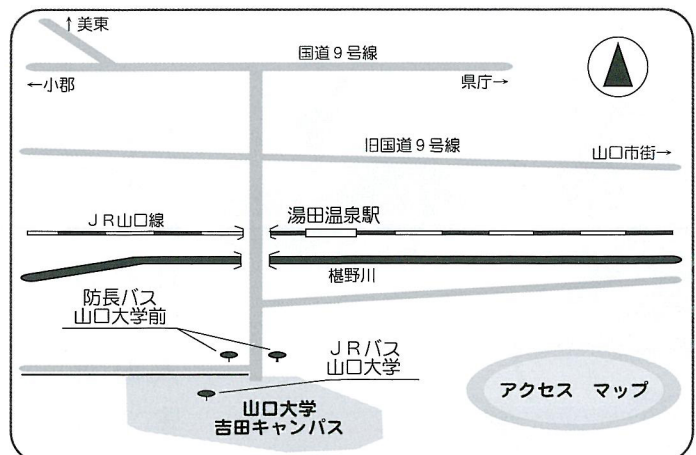 ↑美東
国道9号線
←小郡
県庁→
旧国道9号線
山口市街→
JR山口線
湯田温泉駅
椹野川
防長バス
山口大学前
JRバス
山口大学
アクセス マップ
山口大学
吉田キャンパス